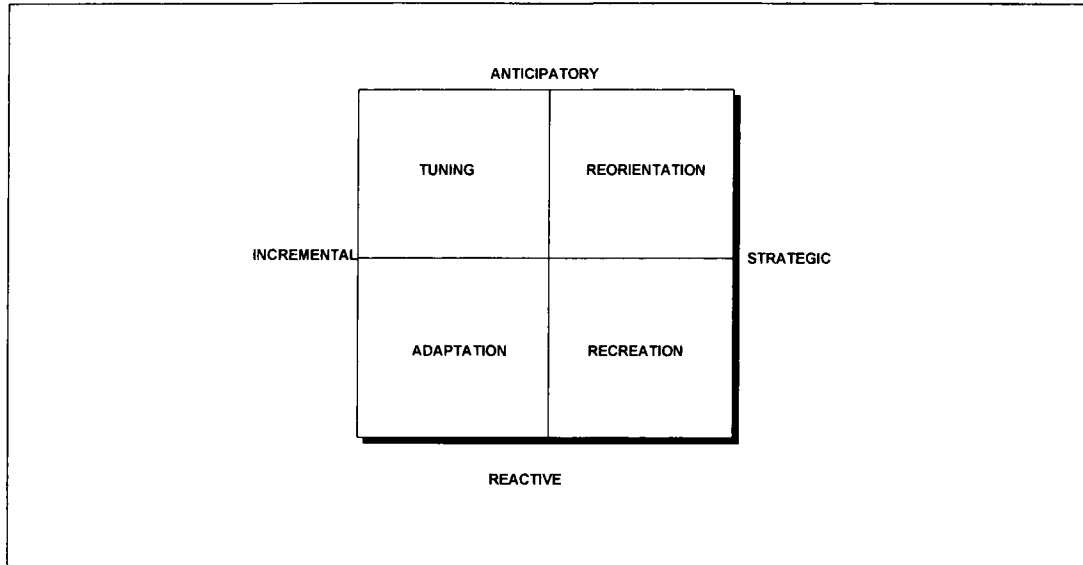 ANTICIPATORY
TUNING REORIENTATION
INCREMENTAL STRATEGIC
ADAPTATION RECREATION
REACTIVE